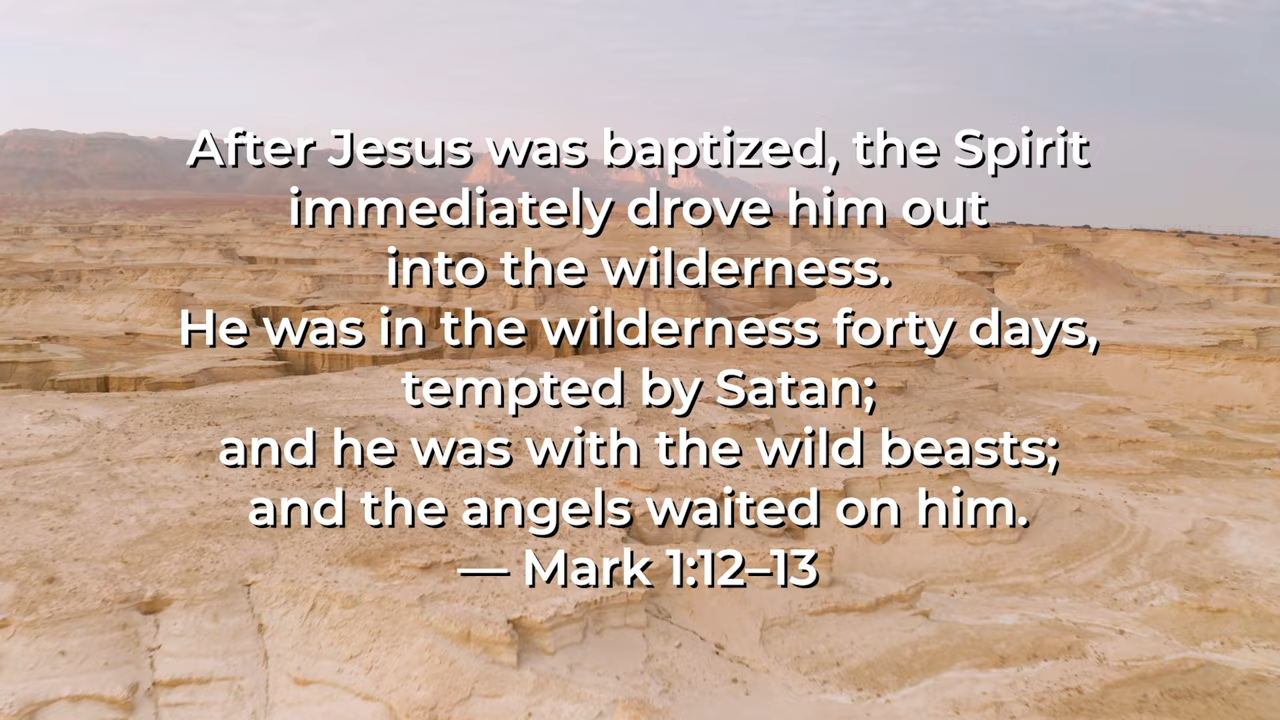 After Jesus was baptized, the Spirit
immediately drove him out
into the wilderness.
He was in the wilderness forty days,
tempted by Satan;
and he was with the wild beasts;
and the angels waited on him.
— Mark 1:12–13